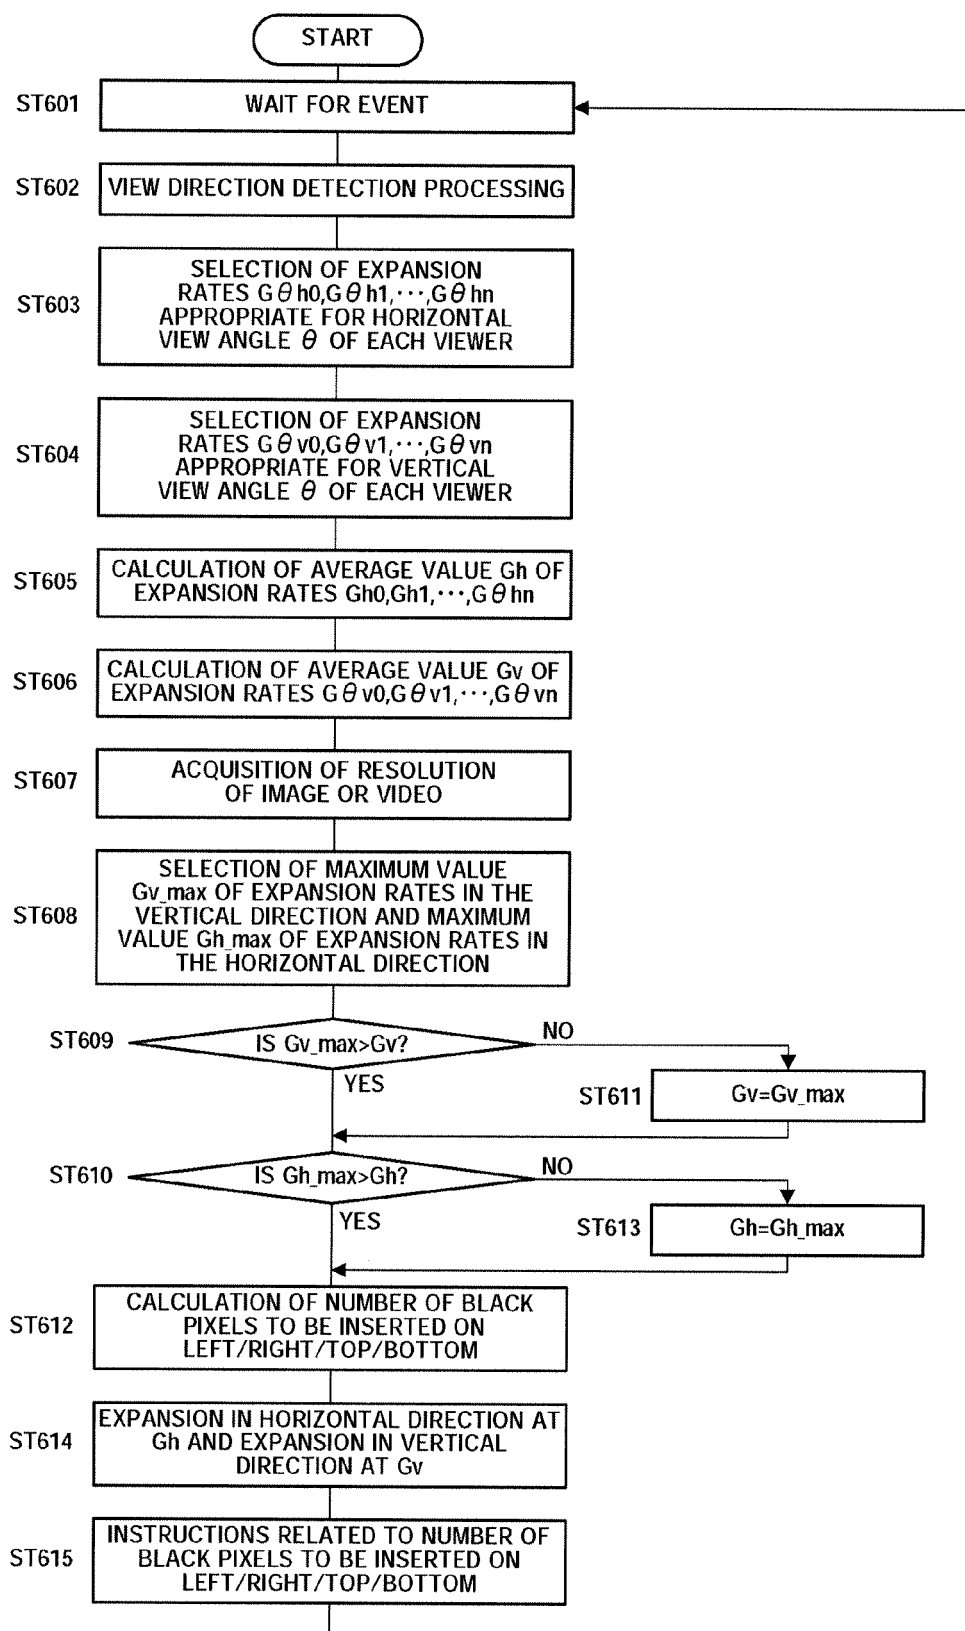 START
ST601
WAIT FOR EVENT
ST602
VIEW DIRECTION DETECTION PROCESSING
ST603
SELECTION OF EXPANSION
RATES Gθh0,Gθh1,···,Gθhn
APPROPRIATE FOR HORIZONTAL
VIEW ANGLE θ OF EACH VIEWER
ST604
SELECTION OF EXPANSION
RATES Gθv0,Gθv1,···,Gθvn
APPROPRIATE FOR VERTICAL
VIEW ANGLE θ OF EACH VIEWER
ST605
CALCULATION OF AVERAGE VALUE Gh OF
EXPANSION RATES Gh0,Gh1,···,Gθhn
ST606
CALCULATION OF AVERAGE VALUE Gv OF
EXPANSION RATES Gθv0,Gθv1,···,Gθvn
ST607
ACQUISITION OF RESOLUTION
OF IMAGE OR VIDEO
ST608
SELECTION OF MAXIMUM VALUE
Gv_max OF EXPANSION RATES IN THE
VERTICAL DIRECTION AND MAXIMUM
VALUE Gh_max OF EXPANSION RATES IN
THE HORIZONTAL DIRECTION
ST609
IS Gv_max>Gv?
NO
YES
ST611
Gv=Gv_max
ST610
IS Gh_max>Gh?
NO
YES
ST613
Gh=Gh_max
ST612
CALCULATION OF NUMBER OF BLACK
PIXELS TO BE INSERTED ON
LEFT/RIGHT/TOP/BOTTOM
ST614
EXPANSION IN HORIZONTAL DIRECTION AT
Gh AND EXPANSION IN VERTICAL
DIRECTION AT Gv
ST615
INSTRUCTIONS RELATED TO NUMBER OF
BLACK PIXELS TO BE INSERTED ON
LEFT/RIGHT/TOP/BOTTOM